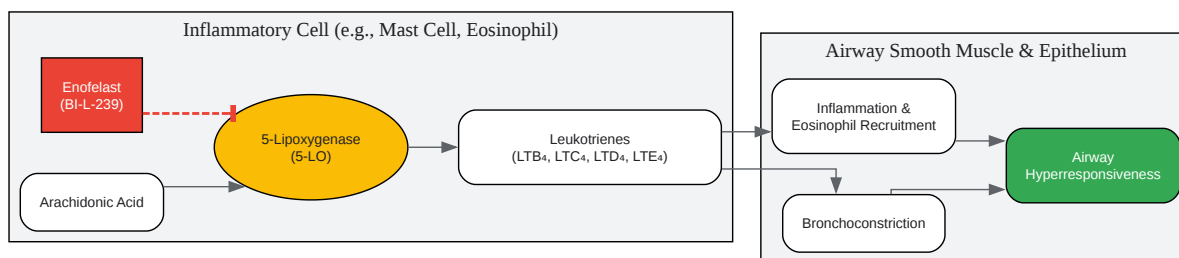 Inflammatory Cell (e.g., Mast Cell, Eosinophil)
Enofelast
(BI-L-239)
5-Lipoxygenase
(5-LO)
Arachidonic Acid
Leukotrienes
(LTB₄, LTC₄, LTD₄, LTE₄)
Airway Smooth Muscle & Epithelium
Inflammation &
Eosinophil Recruitment
Bronchoconstriction
Airway
Hyperresponsiveness